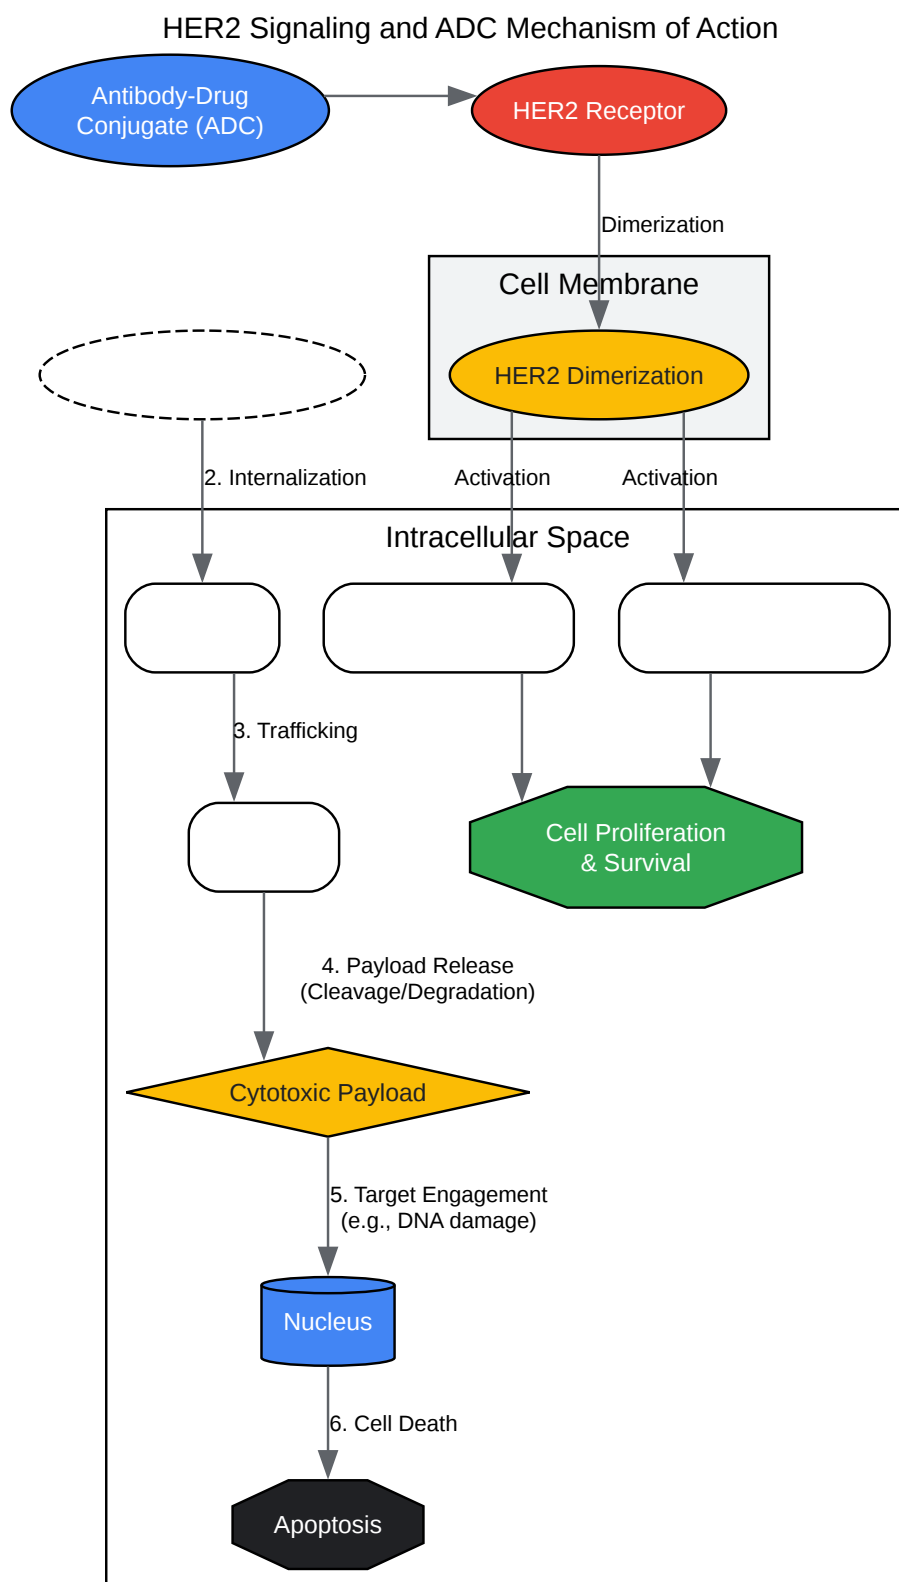 HER2 Signaling and ADC Mechanism of Action
Antibody-Drug
Conjugate (ADC)
HER2 Receptor
Dimerization
Cell Membrane
HER2 Dimerization
2. Internalization
Activation
Activation
Intracellular Space
3. Trafficking
Cell Proliferation
& Survival
4. Payload Release
(Cleavage/Degradation)
Cytotoxic Payload
5. Target Engagement
(e.g., DNA damage)
Nucleus
6. Cell Death
Apoptosis